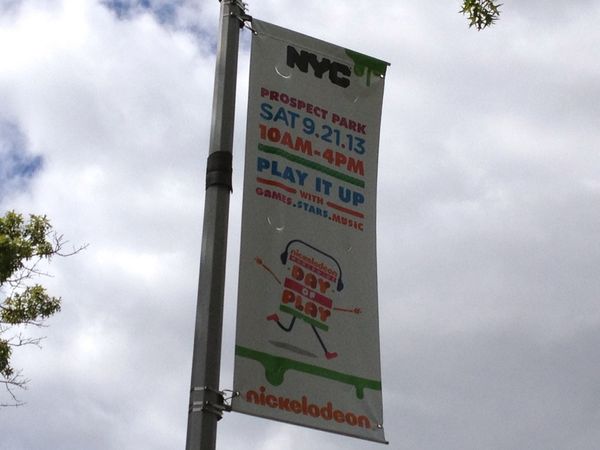 NYC
PROSPECT PARK
SAT 9.21.13
10AM-4PM
PLAY IT UP
WITH
GAMES.STARS.MUSIC
nickelodeon
WORLDWIDE
DAY
OF
PLAY
nickelodeon